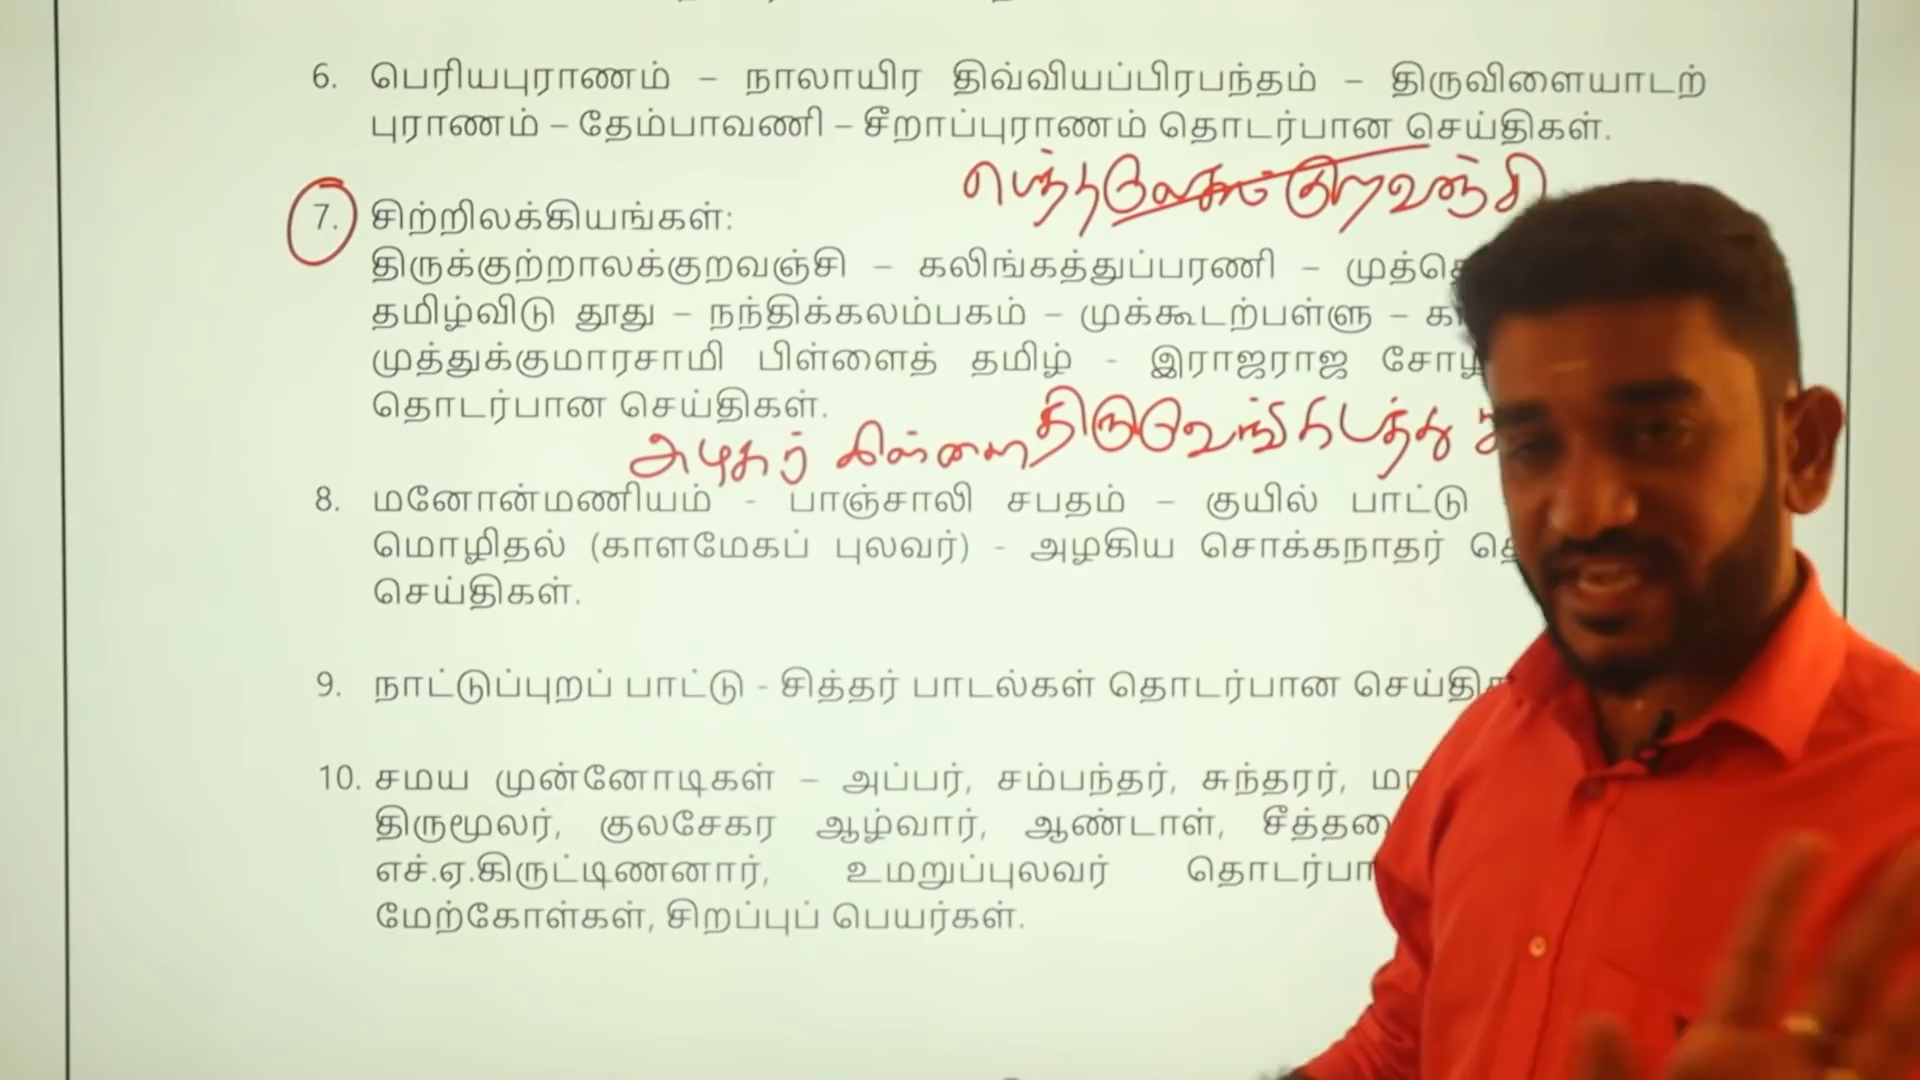 6. பெரியபுராணம் – நாலாயிர திவ்வியப்பிரபந்தம் – திருவிளையாடற்
புராணம் – தேம்பாவணி – சீறாப்புராணம் தொடர்பான செய்திகள்.
குறவஞ்சி
7. சிற்றிலக்கியங்கள்:
திருக்குற்றாலக்குறவஞ்சி – கலிங்கத்துப்பரணி –
தமிழ்விடு தூது – நந்திக்கலம்பகம் – முக்கூடற்பள்ளு –
முத்துக்குமாரசாமி பிள்ளைத் தமிழ் - இராஜராஜ
தொடர்பான செய்திகள்.
அழகர் கிள்ளை திருவேங்கடத்து
8. மனோன்மணியம் - பாஞ்சாலி சபதம் – குயில் பாட்டு
மொழிதல் (காளமேகப் புலவர்) - அழகிய சொக்கநாதர்
செய்திகள்.
9. நாட்டுப்புறப் பாட்டு - சித்தர் பாடல்கள் தொடர்பான
10. சமய முன்னோடிகள் – அப்பர், சம்பந்தர், சுந்தரர்,
திருமூலர், குலசேகர ஆழ்வார், ஆண்டாள்,
எச்.ஏ.கிருட்டிணனார், உமறுப்புலவர்
மேற்கோள்கள், சிறப்புப் பெயர்கள்.